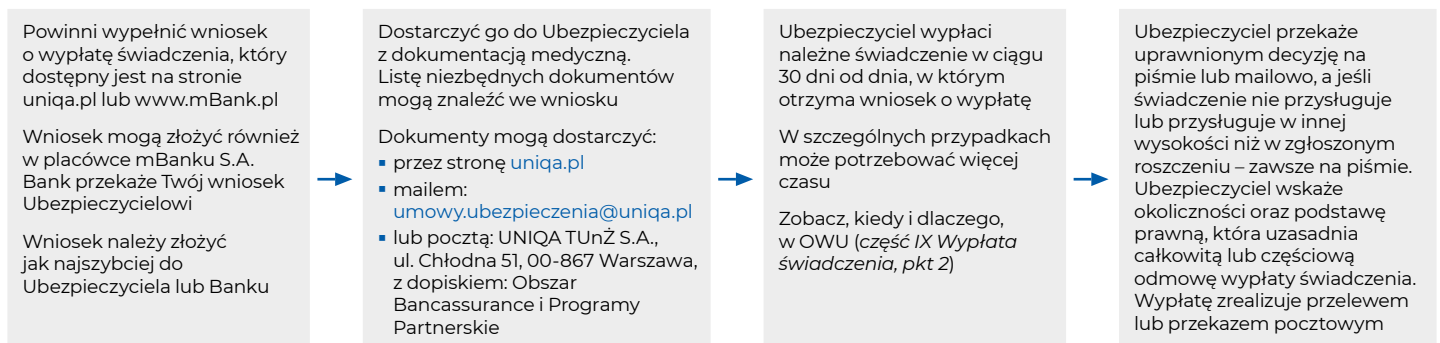 Powinni wypełnić wniosek
o wypłatę świadczenia, który
dostępny jest na stronie
uniqa.pl lub www.mBank.pl
Wniosek mogą złożyć również
w placówce mBanku S.A.
Bank przekaże Twój wniosek
Ubezpieczycielowi
Wniosek należy złożyć
jak najszybciej do
Ubezpieczyciela lub Banku
Dostarczyć go do Ubezpieczyciela
z dokumentacją medyczną.
Listę niezbędnych dokumentów
mogą znaleźć we wniosku
Dokumenty mogą dostarczyć:
▪ przez stronę uniqa.pl
▪ mailem:
umowy.ubezpieczenia@uniqa.pl
▪ lub pocztą: UNIQA TUnŻ S.A.,
ul. Chłodna 51, 00-867 Warszawa,
z dopiskiem: Obszar
Bancassurance i Programy
Partnerskie
Ubezpieczyciel wypłaci
należne świadczenie w ciągu
30 dni od dnia, w którym
otrzyma wniosek o wypłatę
W szczególnych przypadkach
może potrzebować więcej
czasu
Zobacz, kiedy i dlaczego,
w OWU (część IX Wypłata
świadczenia, pkt 2)
Ubezpieczyciel przekaże
uprawnionym decyzję na
piśmie lub mailowo, a jeśli
świadczenie nie przysługuje
lub przysługuje w innej
wysokości niż w zgłoszonym
roszczeniu – zawsze na piśmie.
Ubezpieczyciel wskaże
okoliczności oraz podstawę
prawną, która uzasadnia
całkowitą lub częściową
odmowę wypłaty świadczenia.
Wypłatę zrealizuje przelewem
lub przekazem pocztowym